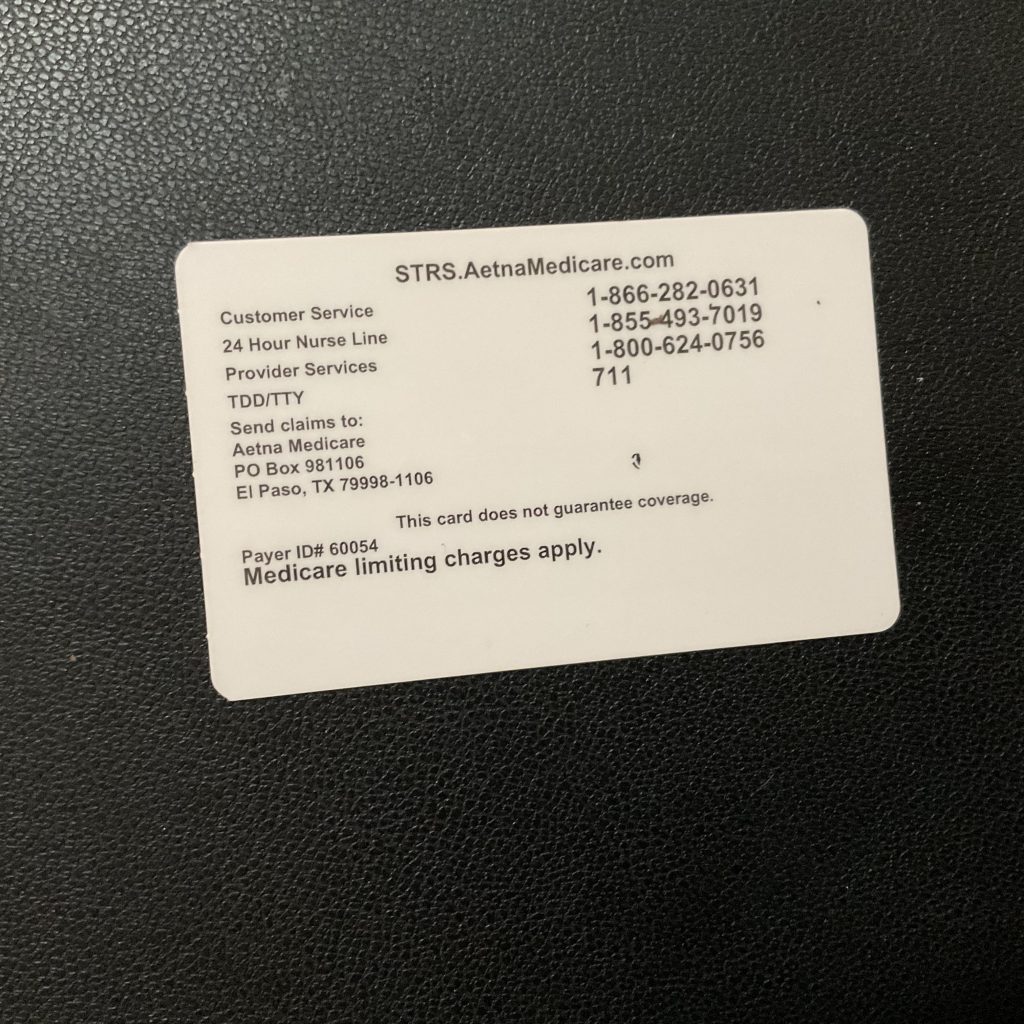 STRS.AetnaMedicare.com
Customer Service 1-866-282-0631
24 Hour Nurse Line 1-855-493-7019
Provider Services 1-800-624-0756
TDD/TTY 711
Send claims to:
Aetna Medicare
PO Box 981106
El Paso, TX 79998-1106
This card does not guarantee coverage.
Payer ID# 60054
Medicare limiting charges apply.